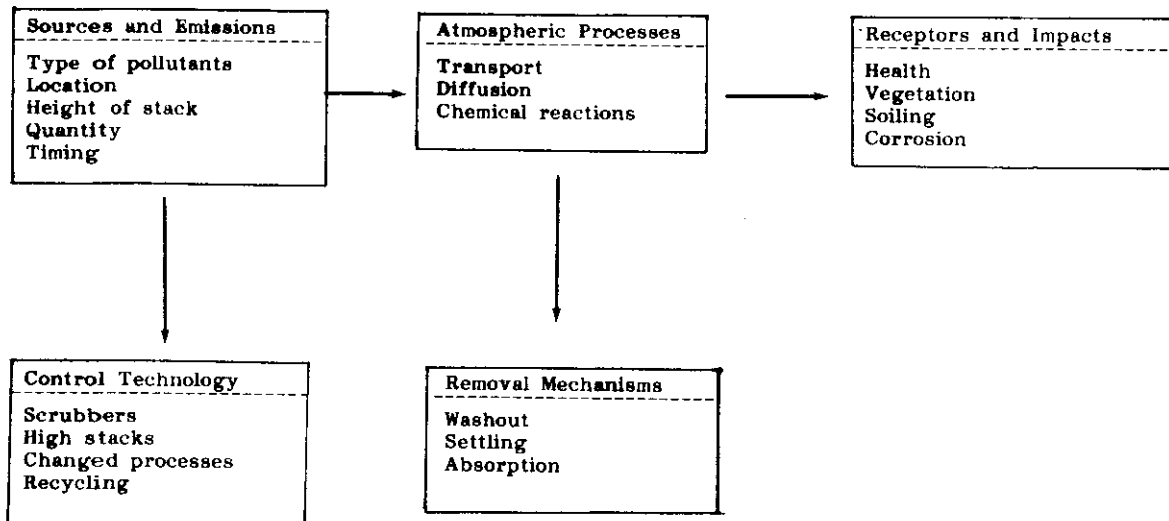 Sources and Emissions
Type of pollutants
Location
Height of stack
Quantity
Timing
Atmospheric Processes
Transport
Diffusion
Chemical reactions
Receptors and Impacts
Health
Vegetation
Soiling
Corrosion
Control Technology
Scrubbers
High stacks
Changed processes
Recycling
Removal Mechanisms
Washout
Settling
Absorption